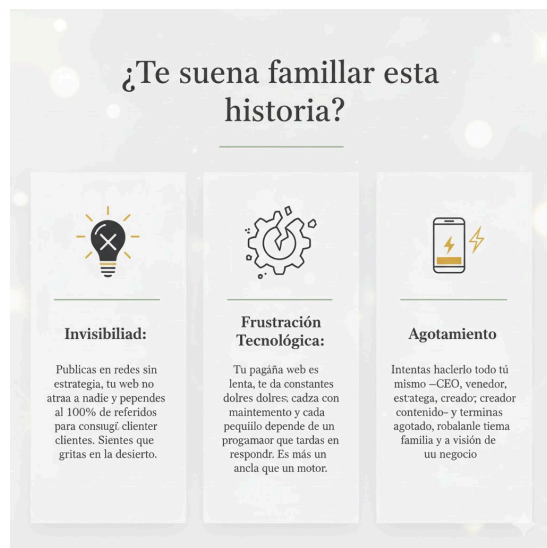 ¿Te suena famillar esta
historia?
Invisibiliad:
Publicas en redes sin
estrategia, tu web no
atraa a nadie y pependes
al 100% de referidos
para consugí. clienter
clientes. Sientes que
gritas en la desierto.
Frustración
Tecnológica:
Tu pagáña web es
lenta, te da constantes
dolres dolres. cadza con
maintemento y cada
pequiilo depende de un
progamaor que tardas en
respondr. Es más un
ancla que un motor.
Agotamiento
Intentas haclerlo todo tú
mismo —CEO, venedor,
estratega, creador; creador
contenido– y terminas
agotado, robalanle tiema
familia y a visión de
uu negocio